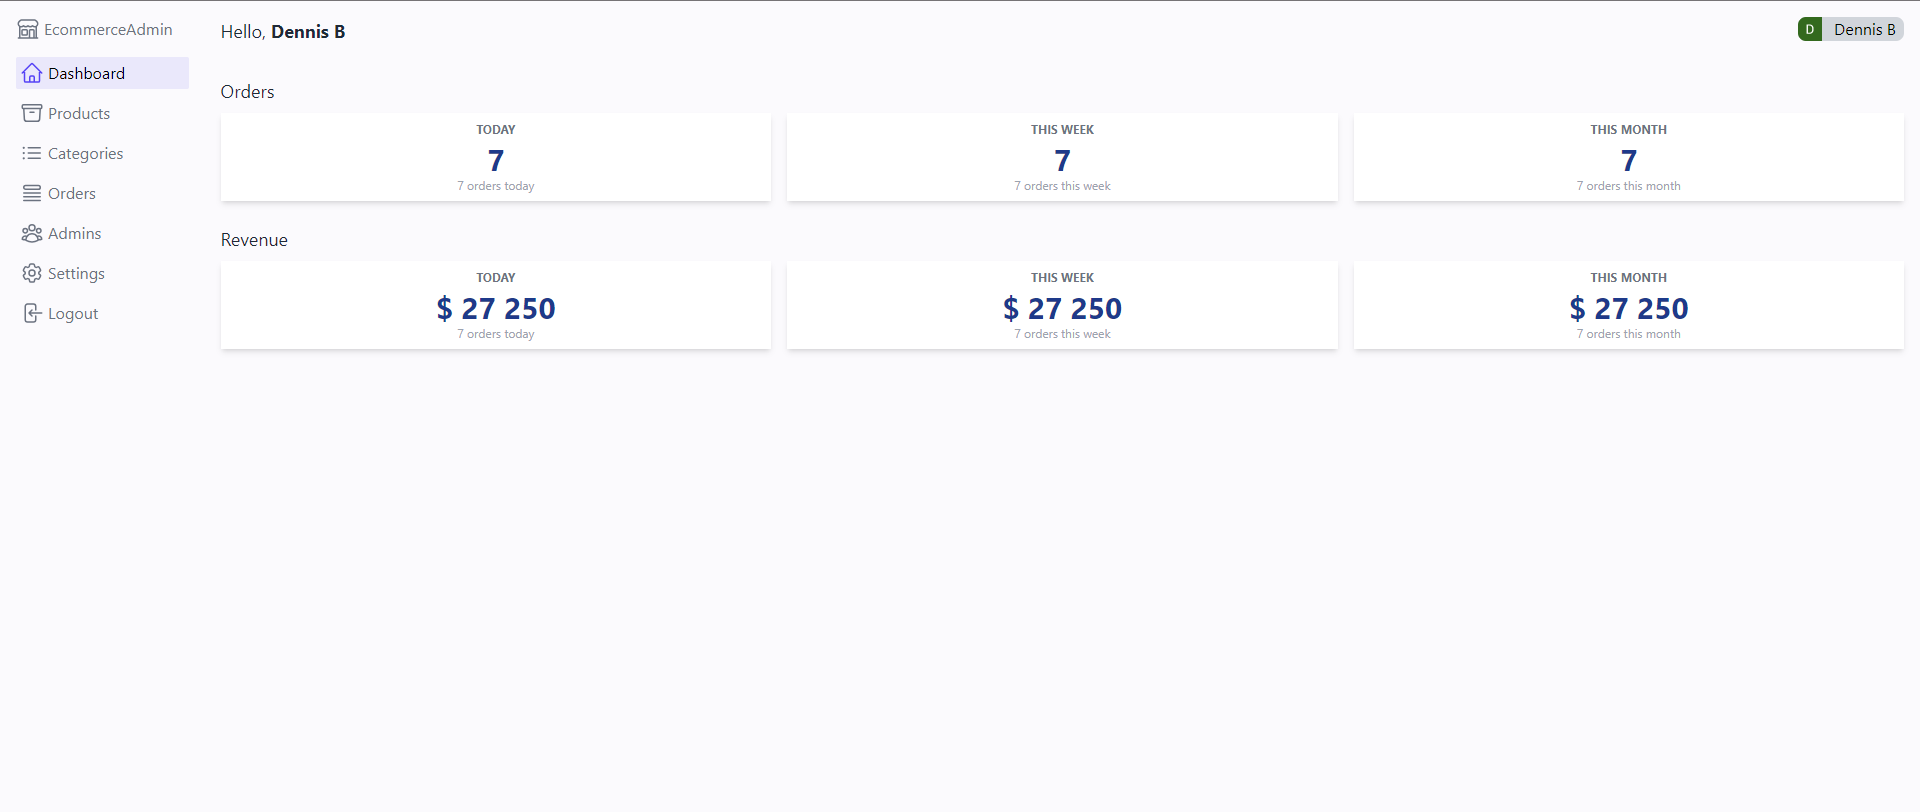 EcommerceAdmin
Dashboard
Products
Categories
Orders
Admins
Settings
Logout
Hello, Dennis B
D Dennis B
Orders
TODAY
7
7 orders today
THIS WEEK
7
7 orders this week
THIS MONTH
7
7 orders this month
Revenue
TODAY
$ 27 250
7 orders today
THIS WEEK
$ 27 250
7 orders this week
THIS MONTH
$ 27 250
7 orders this month